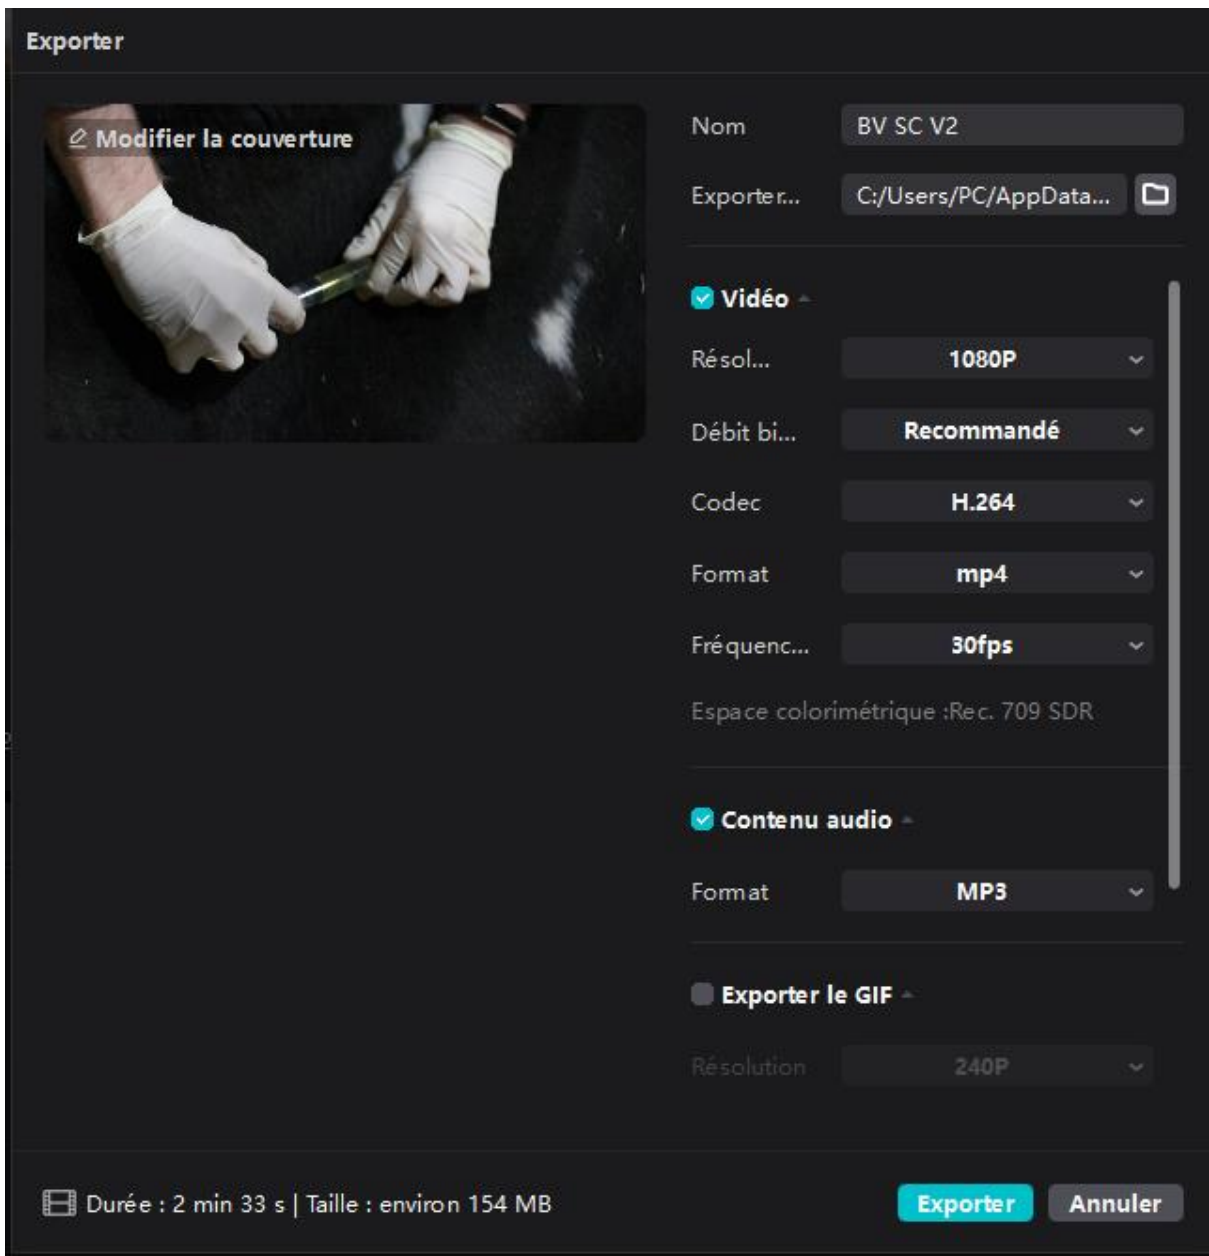 Exporter
Modifier la couverture
Nom BV SC V2
Exporter... C:/Users/PC/AppData...
Vidéo
Résol... 1080P
Débit bi... Recommandé
Codec H.264
Format mp4
Fréquenc... 30fps
Espace colorimétrique :Rec. 709 SDR
Contenu audio
Format MP3
Exporter le GIF
Résolution 240P
Durée : 2 min 33 s | Taille : environ 154 MB
Exporter Annuler